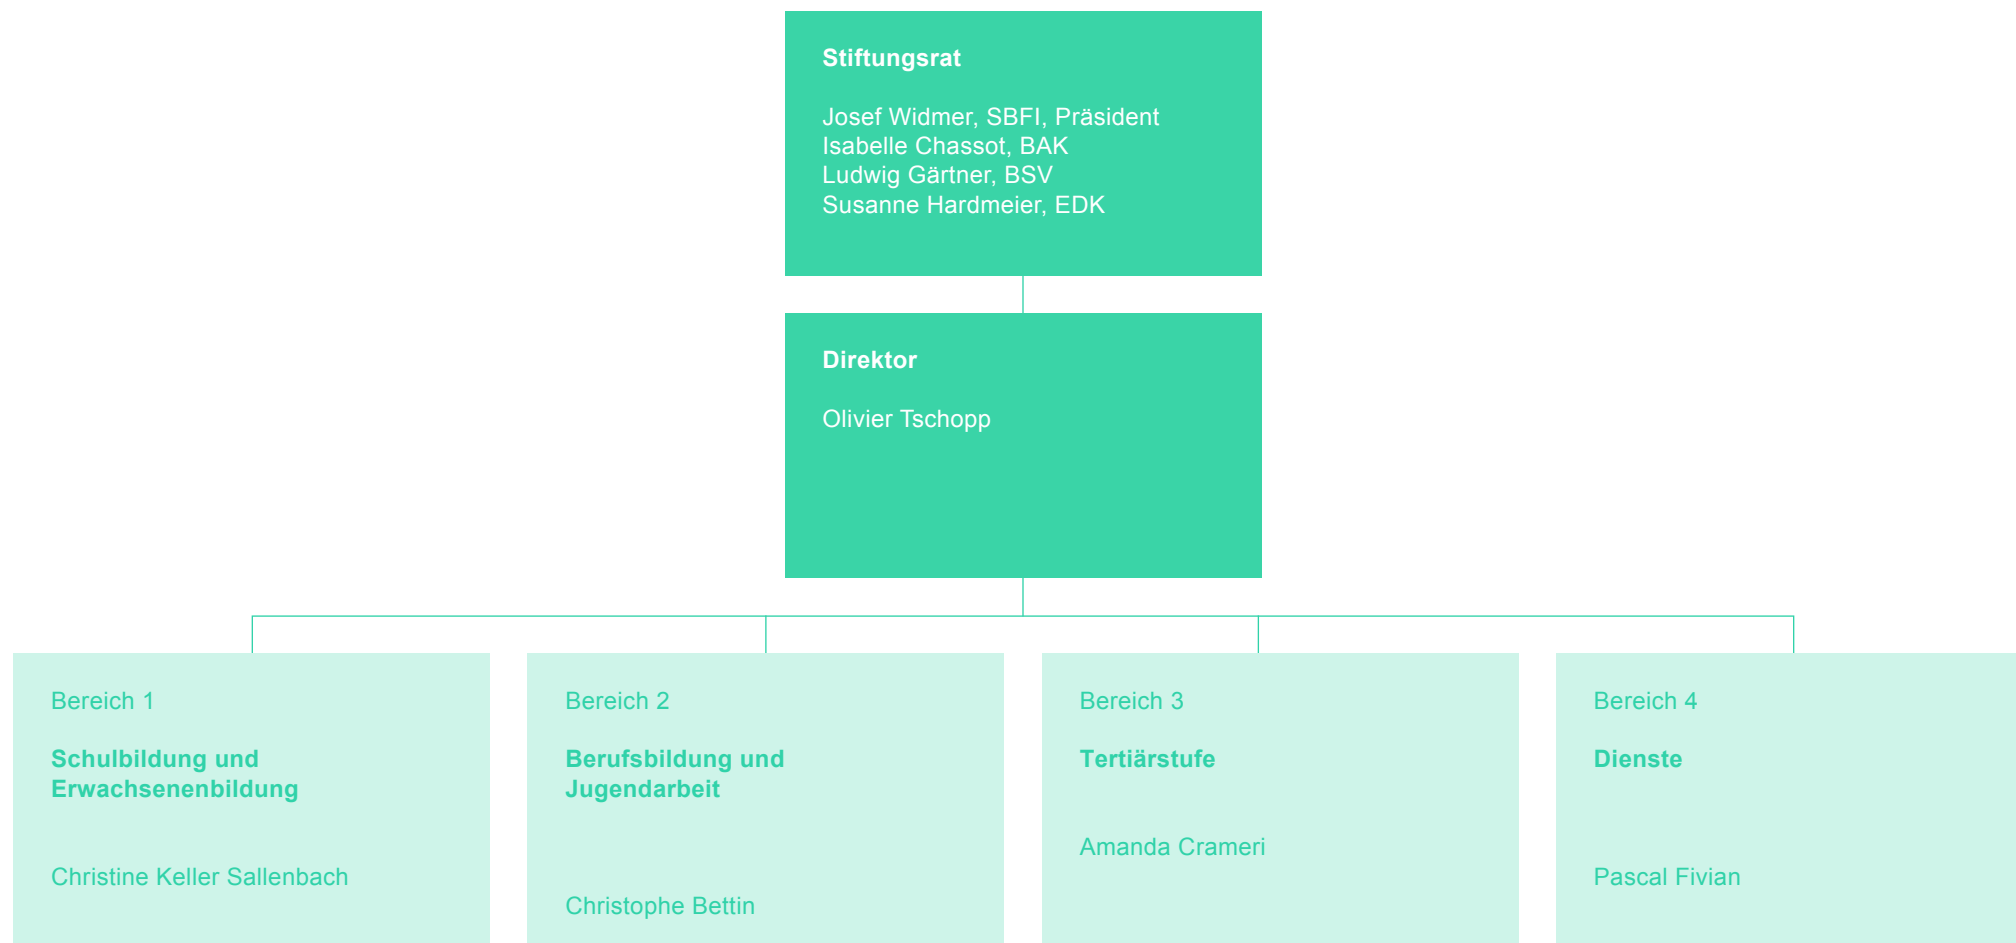 Stiftungsrat
Josef Widmer, SBFI, Präsident
Isabelle Chassot, BAK
Ludwig Gärtner, BSV
Susanne Hardmeier, EDK
Direktor
Olivier Tschopp
Bereich 1
Schulbildung und
Erwachsenenbildung
Christine Keller Sallenbach
Bereich 2
Berufsbildung und
Jugendarbeit
Christophe Bettin
Bereich 3
Tertiärstufe
Amanda Crameri
Bereich 4
Dienste
Pascal Fivian